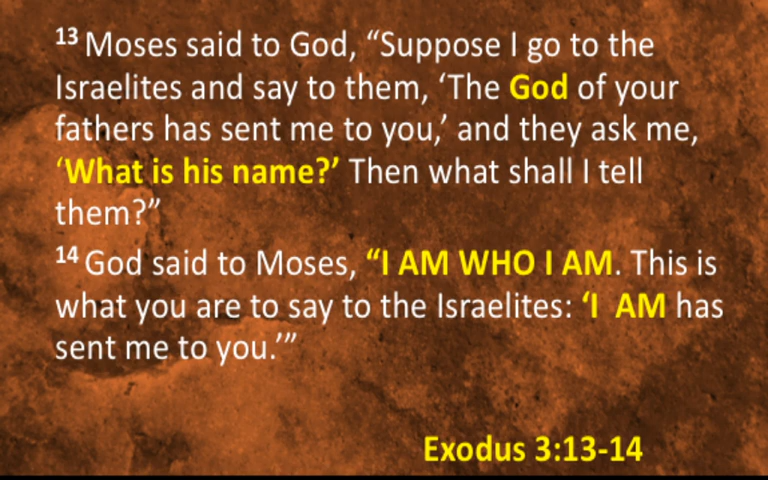 13 Moses said to God, “Suppose I go to the
Israelites and say to them, ‘The God of your
fathers has sent me to you,’ and they ask me,
‘What is his name?’ Then what shall I tell
them?”
14 God said to Moses, “I AM WHO I AM. This is
what you are to say to the Israelites: ‘I  AM has
sent me to you.’”
Exodus 3:13-14